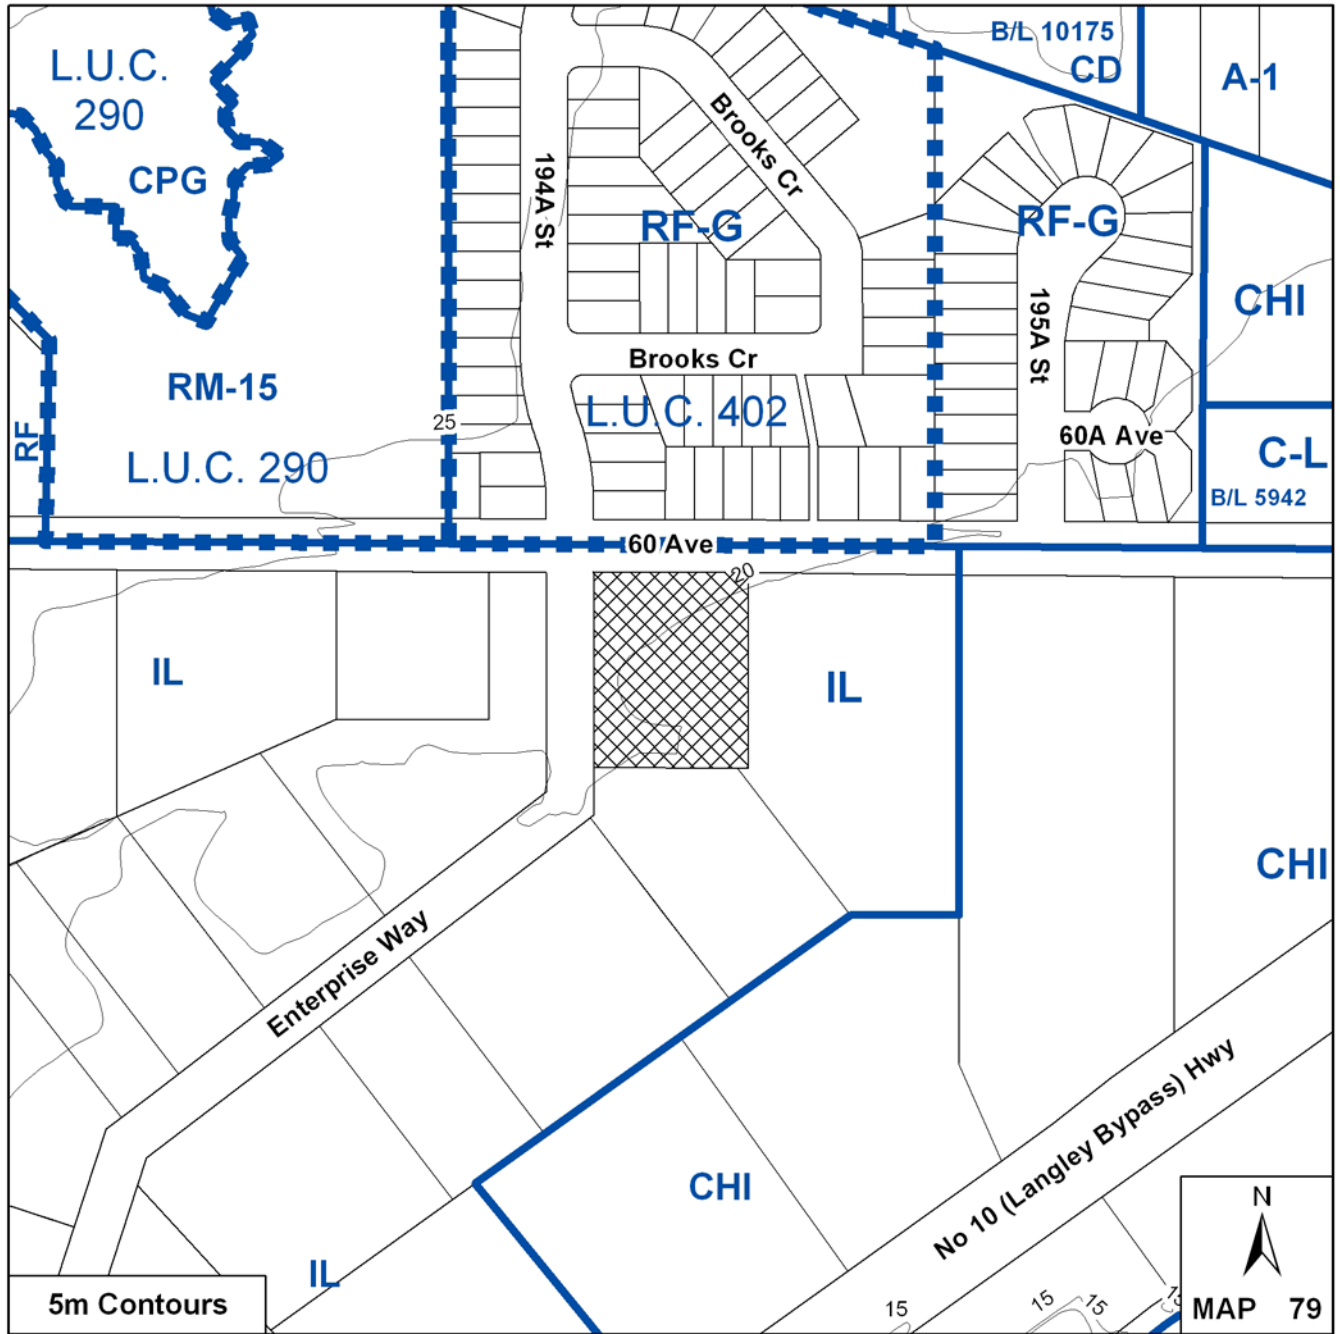 B/L 10175
L.U.C.
290
CD
A-1
Brooks Cr
CPG
194A St
RF-G
RF-G
CHI
195A St
Brooks Cr
RM-15
L.U.C. 402
25
60A Ave
RF
L.U.C. 290
C-L
B/L 5942
60 Ave
20
IL
IL
CHI
Enterprise Way
No 10 (Langley Bypass) Hwy
CHI
N
IL
5m Contours
15
15
15
15
MAP 79